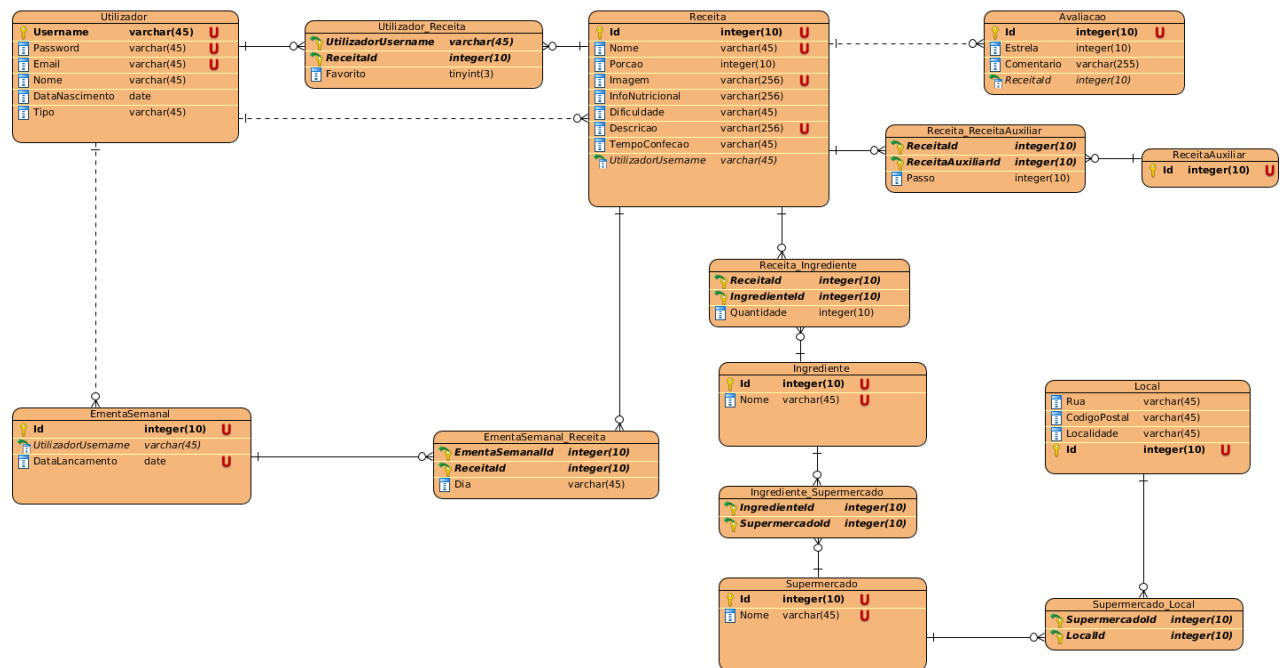 Utilizador
Username varchar(45) U
Password varchar(45) U
Email varchar(45) U
Nome varchar(45)
DataNascimento date
Tipo varchar(45)
Utilizador_Receita
UtilizadorUsername varchar(45)
ReceitaId integer(10)
Favorito tinyint(3)
Receita
Id integer(10) U
Nome varchar(45) U
Porcao integer(10)
Imagem varchar(256) U
InfoNutricional varchar(256)
Dificuldade varchar(45)
Descricao varchar(256) U
TempoConfecao varchar(45)
UtilizadorUsername varchar(45)
Avaliacao
Id integer(10) U
Estrela integer(10)
Comentario varchar(255)
ReceitaId integer(10)
Receita_ReceitaAuxiliar
ReceitaId integer(10)
ReceitaAuxiliarId integer(10)
Passo integer(10)
ReceitaAuxiliar
Id integer(10) U
Receita_Ingrediente
ReceitaId integer(10)
IngredienteId integer(10)
Quantidade integer(10)
Ingrediente
Id integer(10) U
Nome varchar(45) U
Local
Rua varchar(45)
CodigoPostal varchar(45)
Localidade varchar(45)
Id integer(10) U
EmentaSemanal
Id integer(10) U
UtilizadorUsername varchar(45)
DataLancamento date U
EmentaSemanal_Receita
EmentaSemanalId integer(10)
ReceitaId integer(10)
Dia varchar(45)
Ingrediente_Supermercado
IngredienteId integer(10)
SupermercadoId integer(10)
Supermercado
Id integer(10) U
Nome varchar(45) U
Supermercado_Local
SupermercadoId integer(10)
LocalId integer(10)